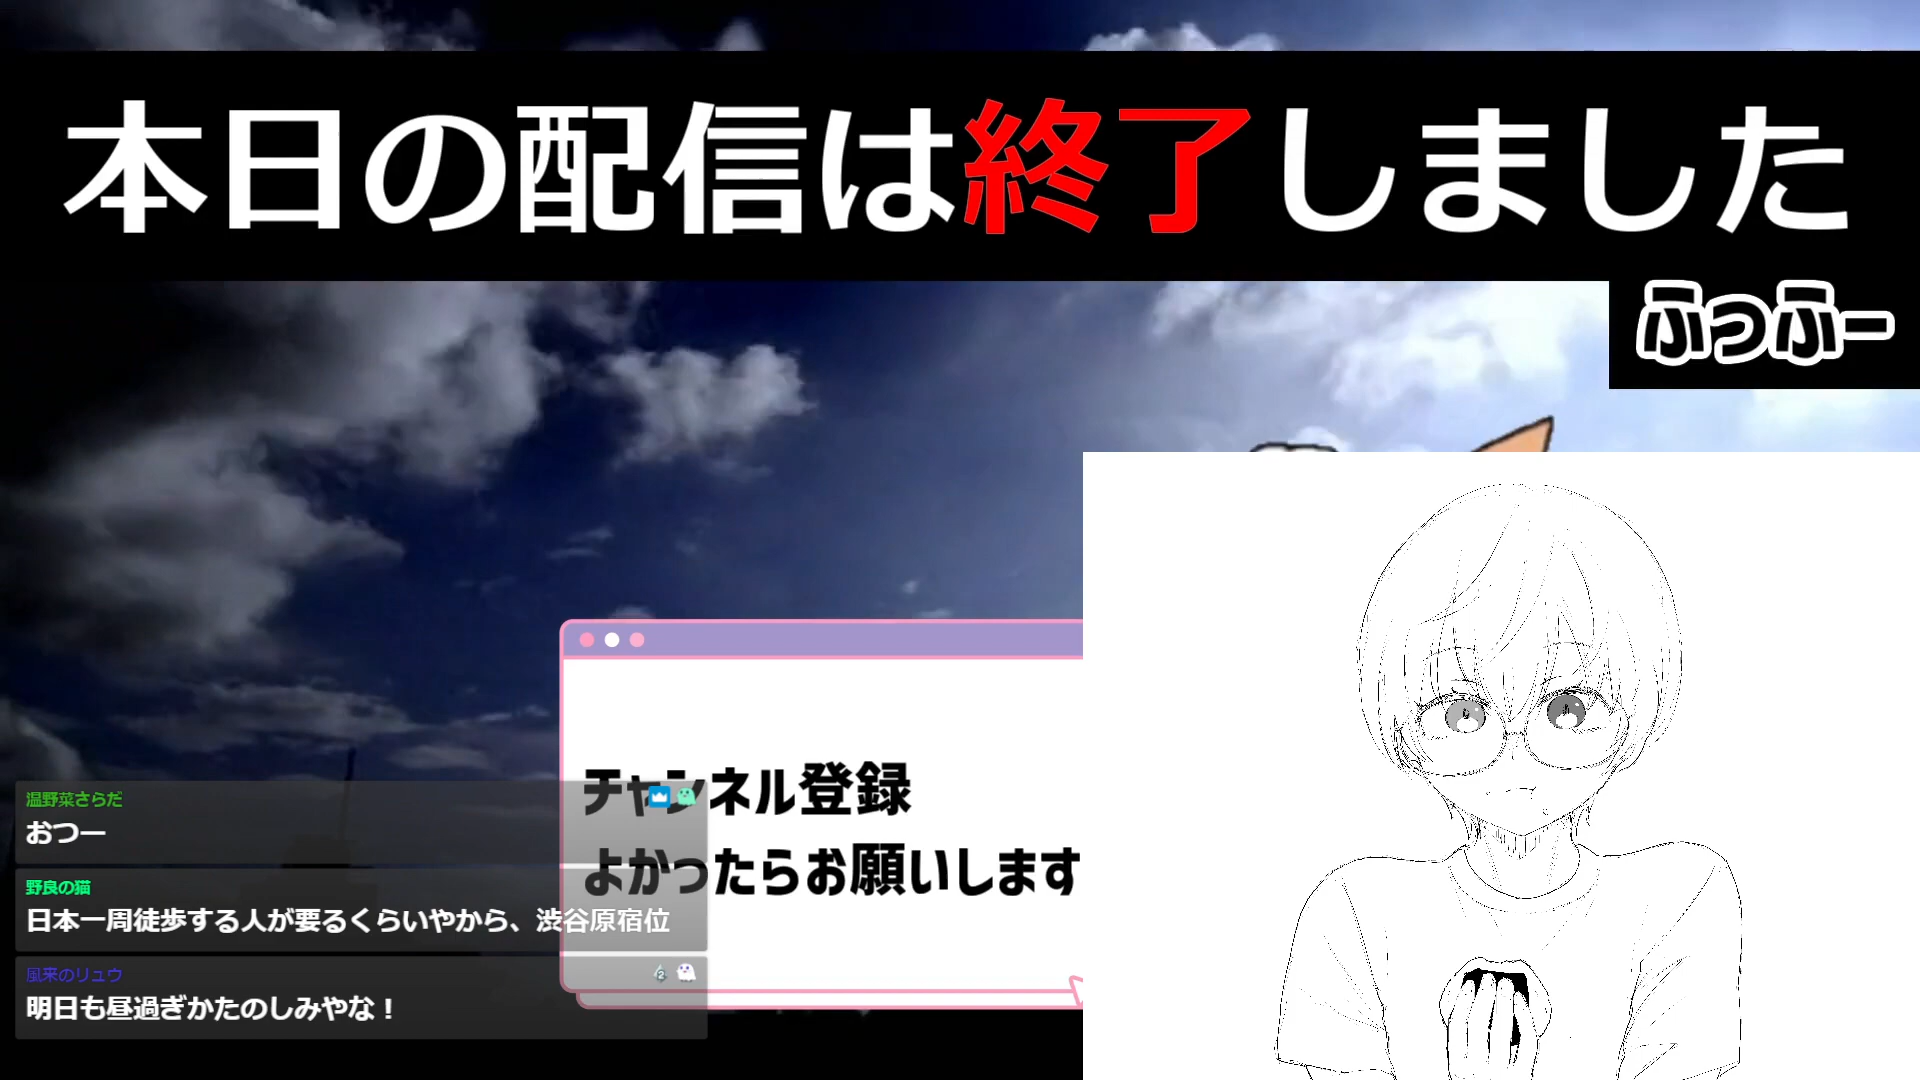 本日の配信は終了しました
ふっふー
チャンネル登録
よかったらお願いします
温野菜さらだ
おつー
野良の猫
日本一周徒歩する人が要るくらいやから、渋谷原宿位
風来のリュウ
2
明日も昼過ぎかたのしみやな！